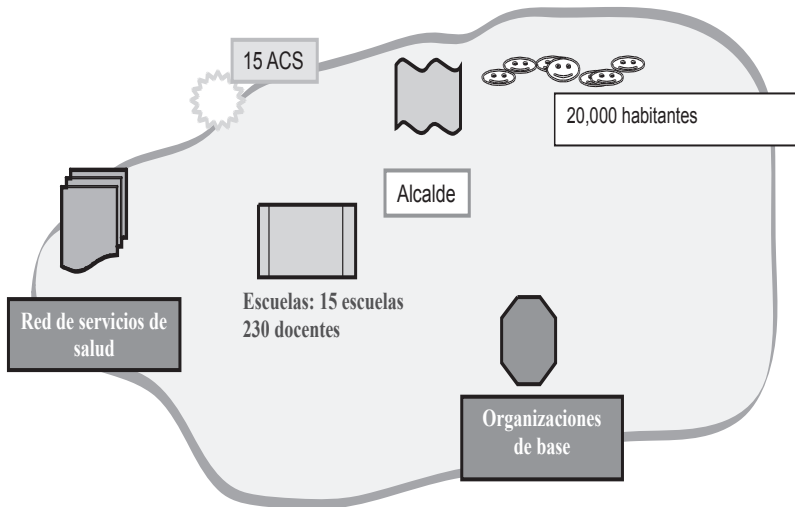 15 ACS
20,000 habitantes
Alcalde
Escuelas: 15 escuelas
230 docentes
Red de servicios de
salud
Organizaciones
de base